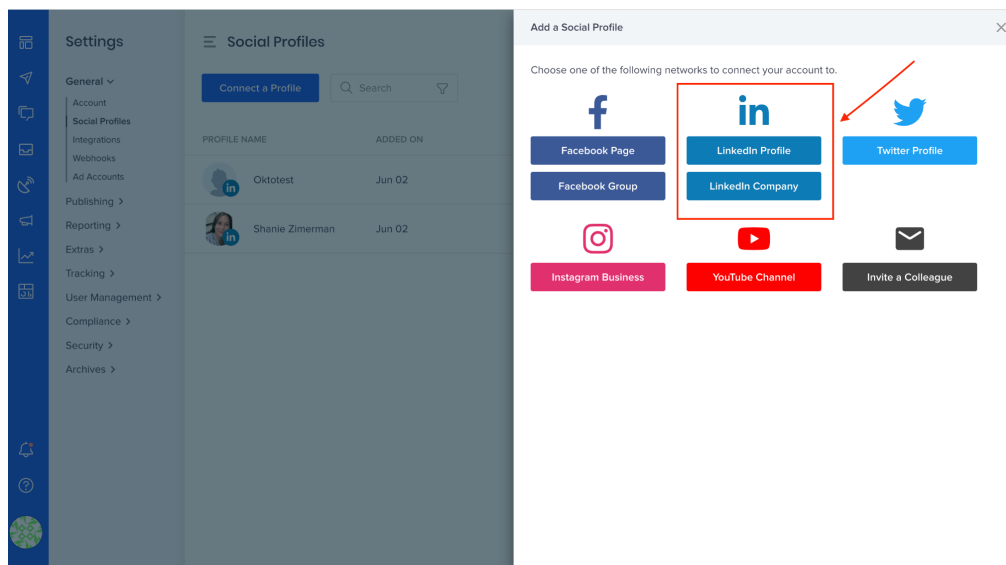 Settings
General
Account
Social Profiles
Integrations
Webhooks
Ad Accounts
Publishing
Reporting
Extras
Tracking
User Management
Compliance
Security
Archives
Social Profiles
Connect a Profile
Search
PROFILE NAME ADDED ON
in Oktotest Jun 02
in Shanie Zimerman Jun 02
Add a Social Profile
Choose one of the following networks to connect your account to.
f in
Facebook Page LinkedIn Profile Twitter Profile
Facebook Group LinkedIn Company
Instagram Business YouTube Channel Invite a Colleague